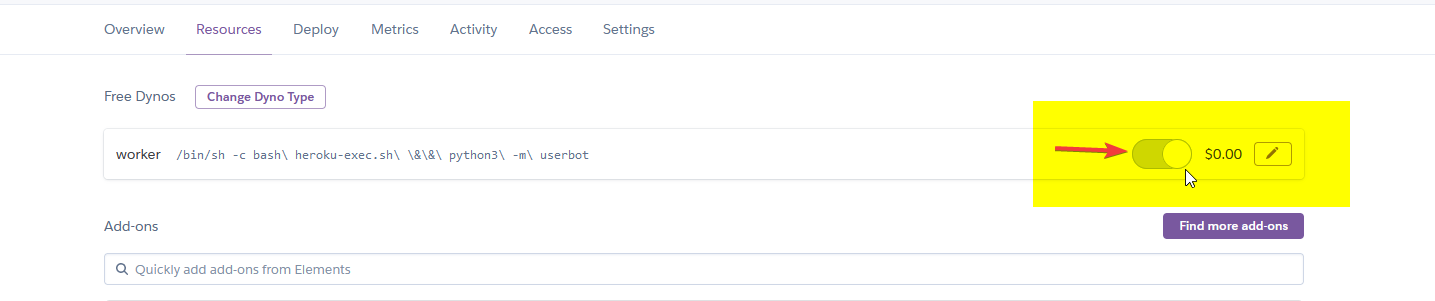 Overview Resources Deploy Metrics Activity Access Settings
Free Dynos Change Dyno Type
worker /bin/sh -c bash\ heroku-exec.sh\ \&\&\ python3\ -m\ userbot $0.00
Add-ons Find more add-ons
Quickly add add-ons from Elements